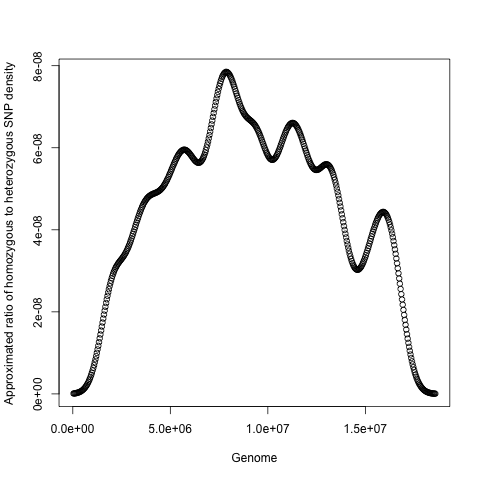 Approximated ratio of homozygous to heterozygous SNP density
8e-08
6e-08
4e-08
2e-08
0e+00
0.0e+00 5.0e+06 1.0e+07 1.5e+07
Genome